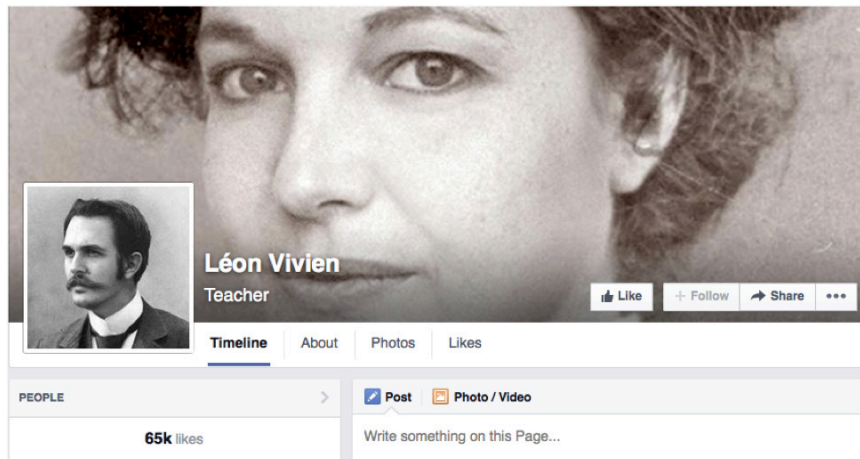 Léon Vivien
Teacher
Like
Follow
Share
Timeline
About
Photos
Likes
PEOPLE
65k likes
Post
Photo / Video
Write something on this Page...